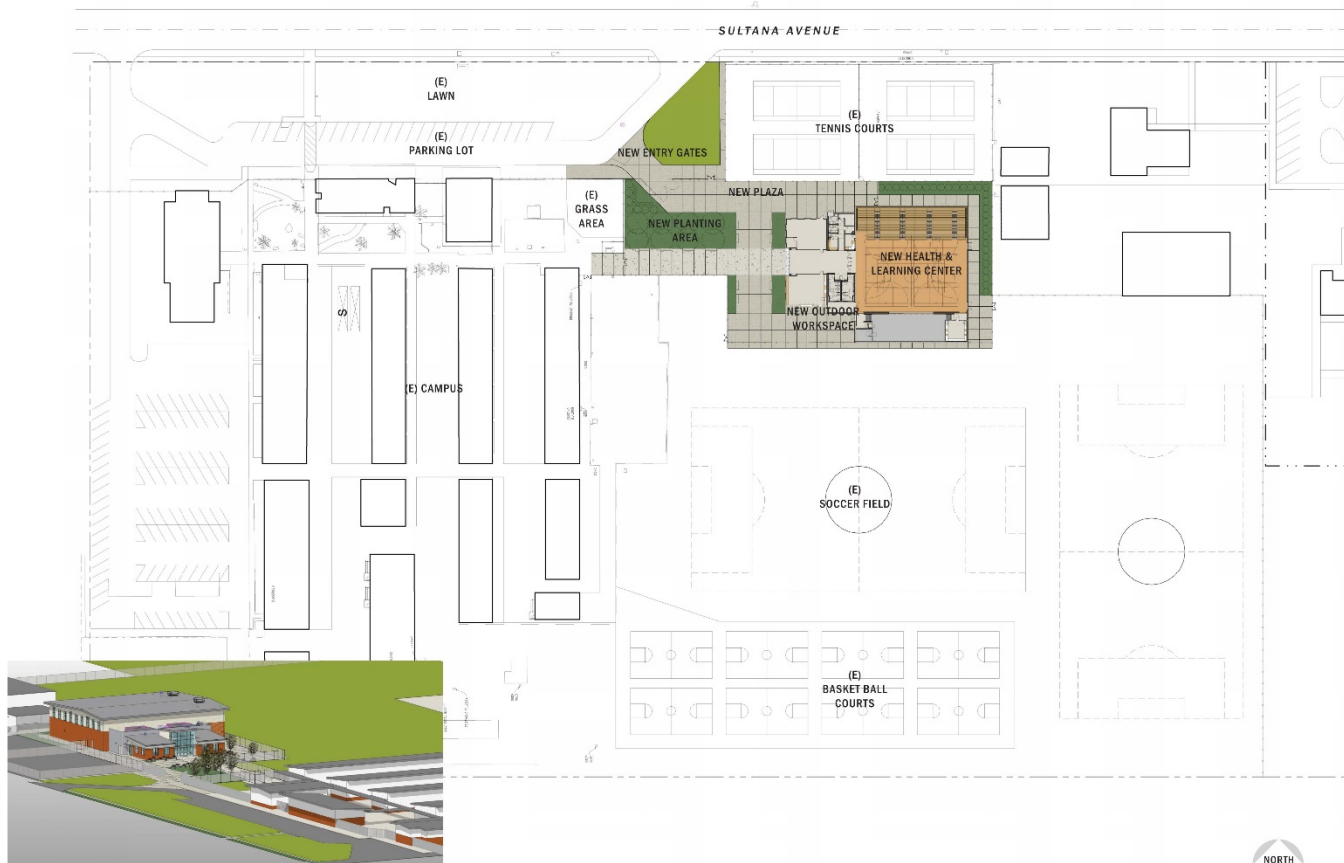 SULTANA AVENUE
(E)
LAWN
(E)
PARKING LOT
(E)
TENNIS COURTS
NEW ENTRY GATES
NEW PLAZA
(E)
GRASS
AREA
NEW PLANTING
AREA
NEW HEALTH &
LEARNING CENTER
NEW OUTDOOR
WORKSPACE
S
(E) CAMPUS
(E)
SOCCER FIELD
(E)
BASKET BALL
COURTS
NORTH